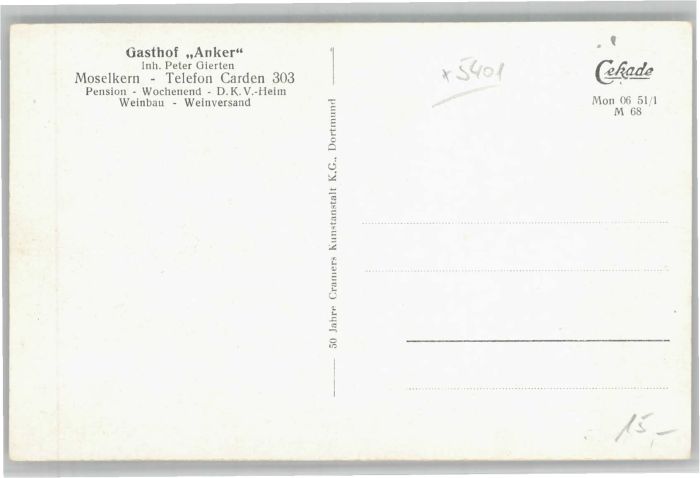 Gasthof „Anker“
Inh. Peter Gierten
Moselkern - Telefon Carden 303
Pension - Wochenend - D.K.V.-Heim
Weinbau - Weinversand
50 Jahre Cramers Kunstanstalt K.G., Dortmund
x 5401
Cekade
Mon 06 51/1
M 68
15,-